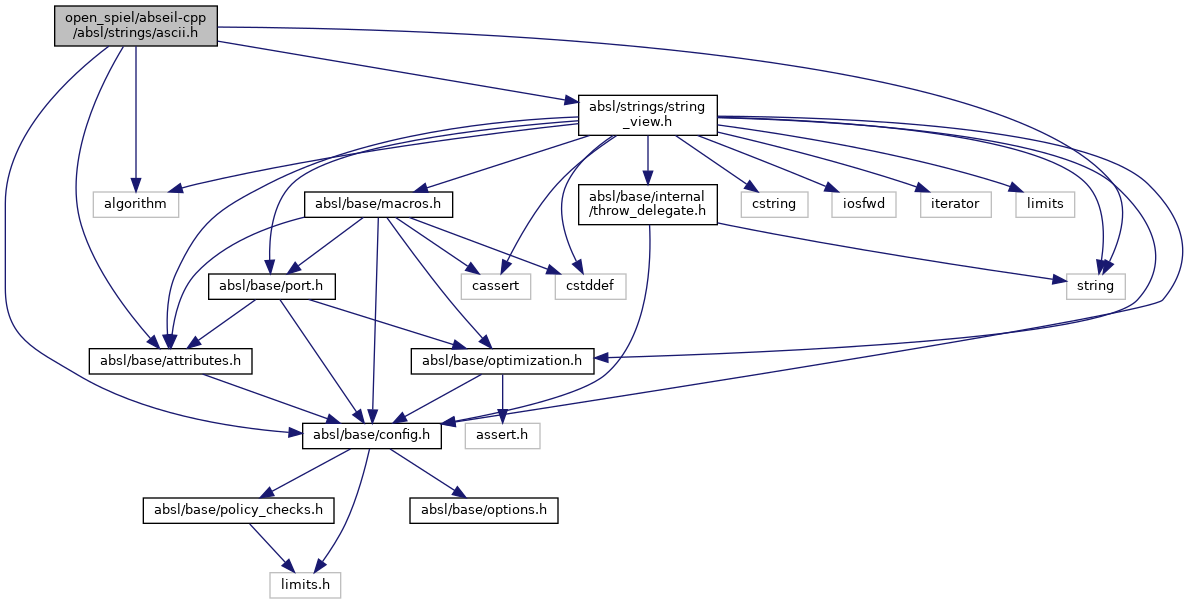 open_spiel/abseil-cpp
/absl/strings/ascii.h
absl/strings/string
_view.h
algorithm
absl/base/macros.h
absl/base/internal
/throw_delegate.h
cstring
iosfwd
iterator
limits
absl/base/port.h
cassert
cstddef
string
absl/base/attributes.h
absl/base/optimization.h
absl/base/config.h
assert.h
absl/base/policy_checks.h
absl/base/options.h
limits.h